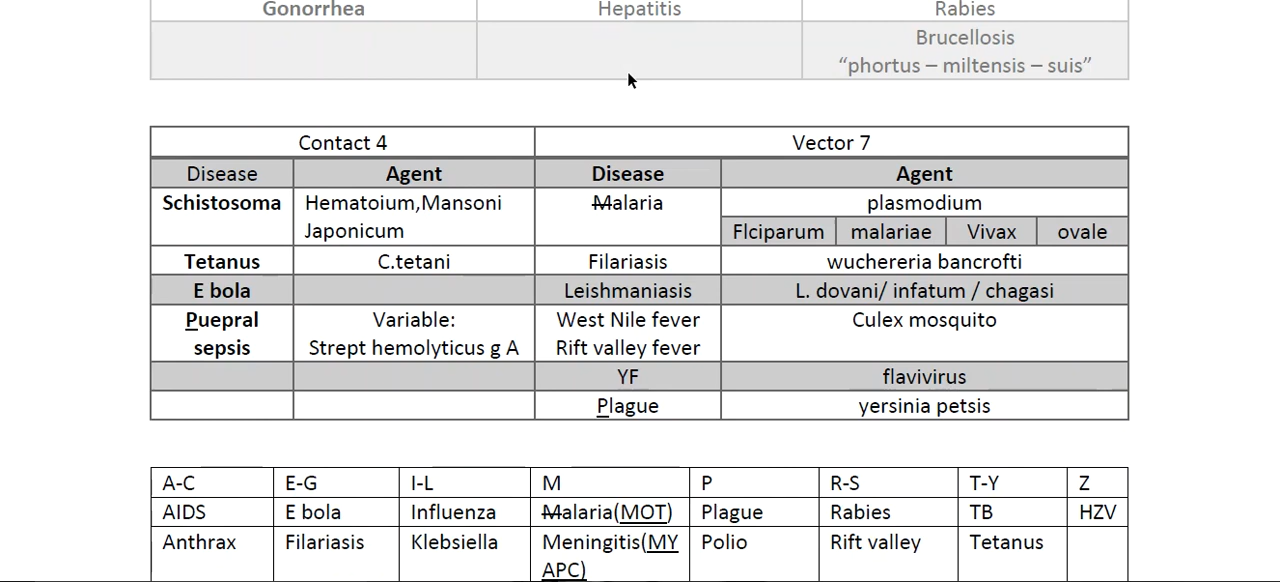 Gonorrhea Hepatitis Rabies
Brucellosis
“phortus – miltensis – suis”
Contact 4 Vector 7
Disease Agent Disease Agent
Schistosoma Hematoium,Mansoni Malaria plasmodium
Japonicum Flciparum malariae Vivax ovale
Tetanus C.tetani Filariasis wuchereria bancrofti
E bola Leishmaniasis L. dovani/ infatum / chagasi
Puepral Variable: West Nile fever Culex mosquito
sepsis Strept hemolyticus g A Rift valley fever
YF flavivirus
Plague yersinia petsis
A-C E-G I-L M P R-S T-Y Z
AIDS E bola Influenza Malaria(MOT) Plague Rabies TB HZV
Anthrax Filariasis Klebsiella Meningitis(MY Polio Rift valley Tetanus
APC)